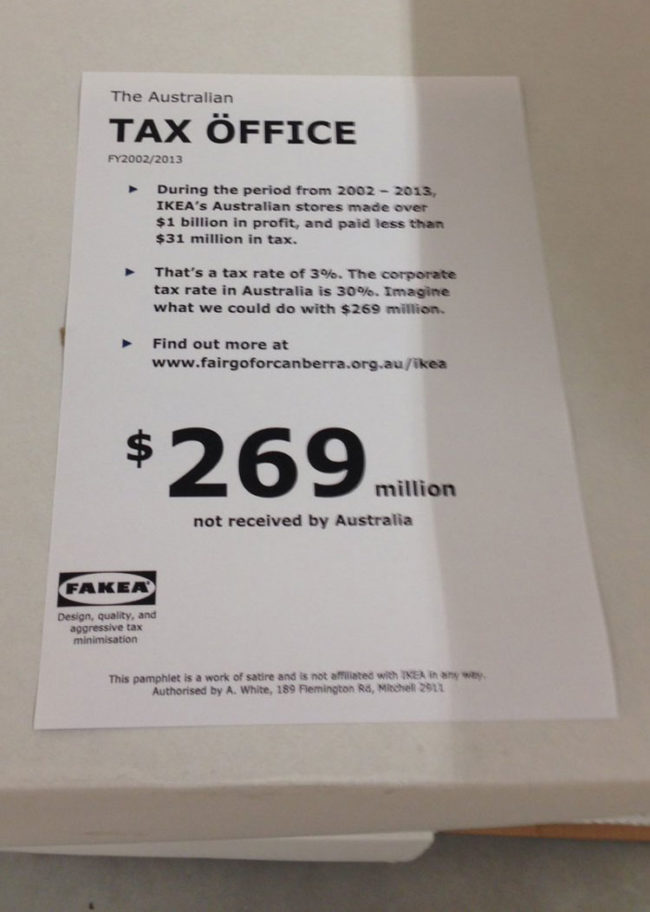 The Australian
TAX ÖFFICE
FY2002/2013
► During the period from 2002 – 2013,
IKEA's Australian stores made over
$1 billion in profit, and paid less than
$31 million in tax.
► That's a tax rate of 3%. The corporate
tax rate in Australia is 30%. Imagine
what we could do with $269 million.
► Find out more at
www.fairgoforcanberra.org.au/ikea
$269 million
not received by Australia
FAKEA
Design, quality, and
aggressive tax
minimisation
This pamphlet is a work of satire and is not affiliated with IKEA in any way.
Authorised by A. White, 189 Flemington Rd, Mitchell 2911